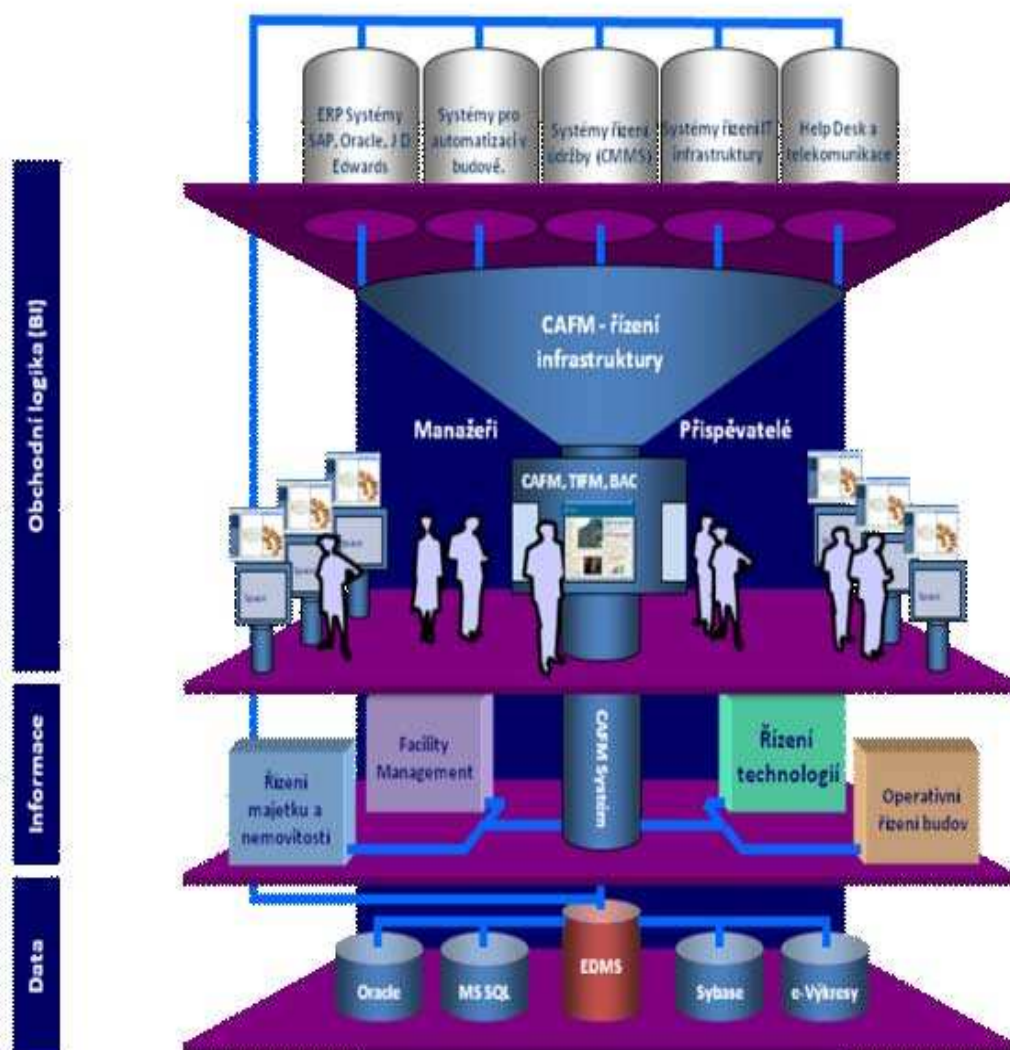 ERP Systémy
SAP, Oracle, J D
Edwards
Systémy pro
automatizaci v
budově.
Systémy řízení
údržby (CMMS)
Systémy řízení IT
infrastruktury
Help Desk a
telekomunikace
Obchodní logika (BI)
CAFM - řízení
infrastruktury
Manažeři
Přispěvatelé
CAFM, TIFM, BAC
Informace
Facility
Management
Řízení
technologií
Řízení
majetku a
nemovitostí
CAFM Systém
Operativní
řízení budov
Data
EDMS
Oracle
MS SQL
Sybase
e-Výkresy